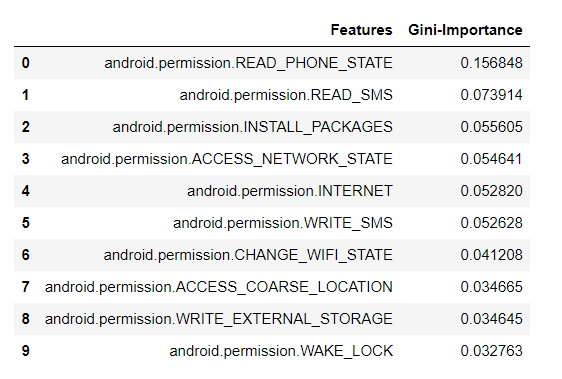 Features Gini-Importance
0 android.permission.READ_PHONE_STATE 0.156848
1 android.permission.READ_SMS 0.073914
2 android.permission.INSTALL_PACKAGES 0.055605
3 android.permission.ACCESS_NETWORK_STATE 0.054641
4 android.permission.INTERNET 0.052820
5 android.permission.WRITE_SMS 0.052628
6 android.permission.CHANGE_WIFI_STATE 0.041208
7 android.permission.ACCESS_COARSE_LOCATION 0.034665
8 android.permission.WRITE_EXTERNAL_STORAGE 0.034645
9 android.permission.WAKE_LOCK 0.032763